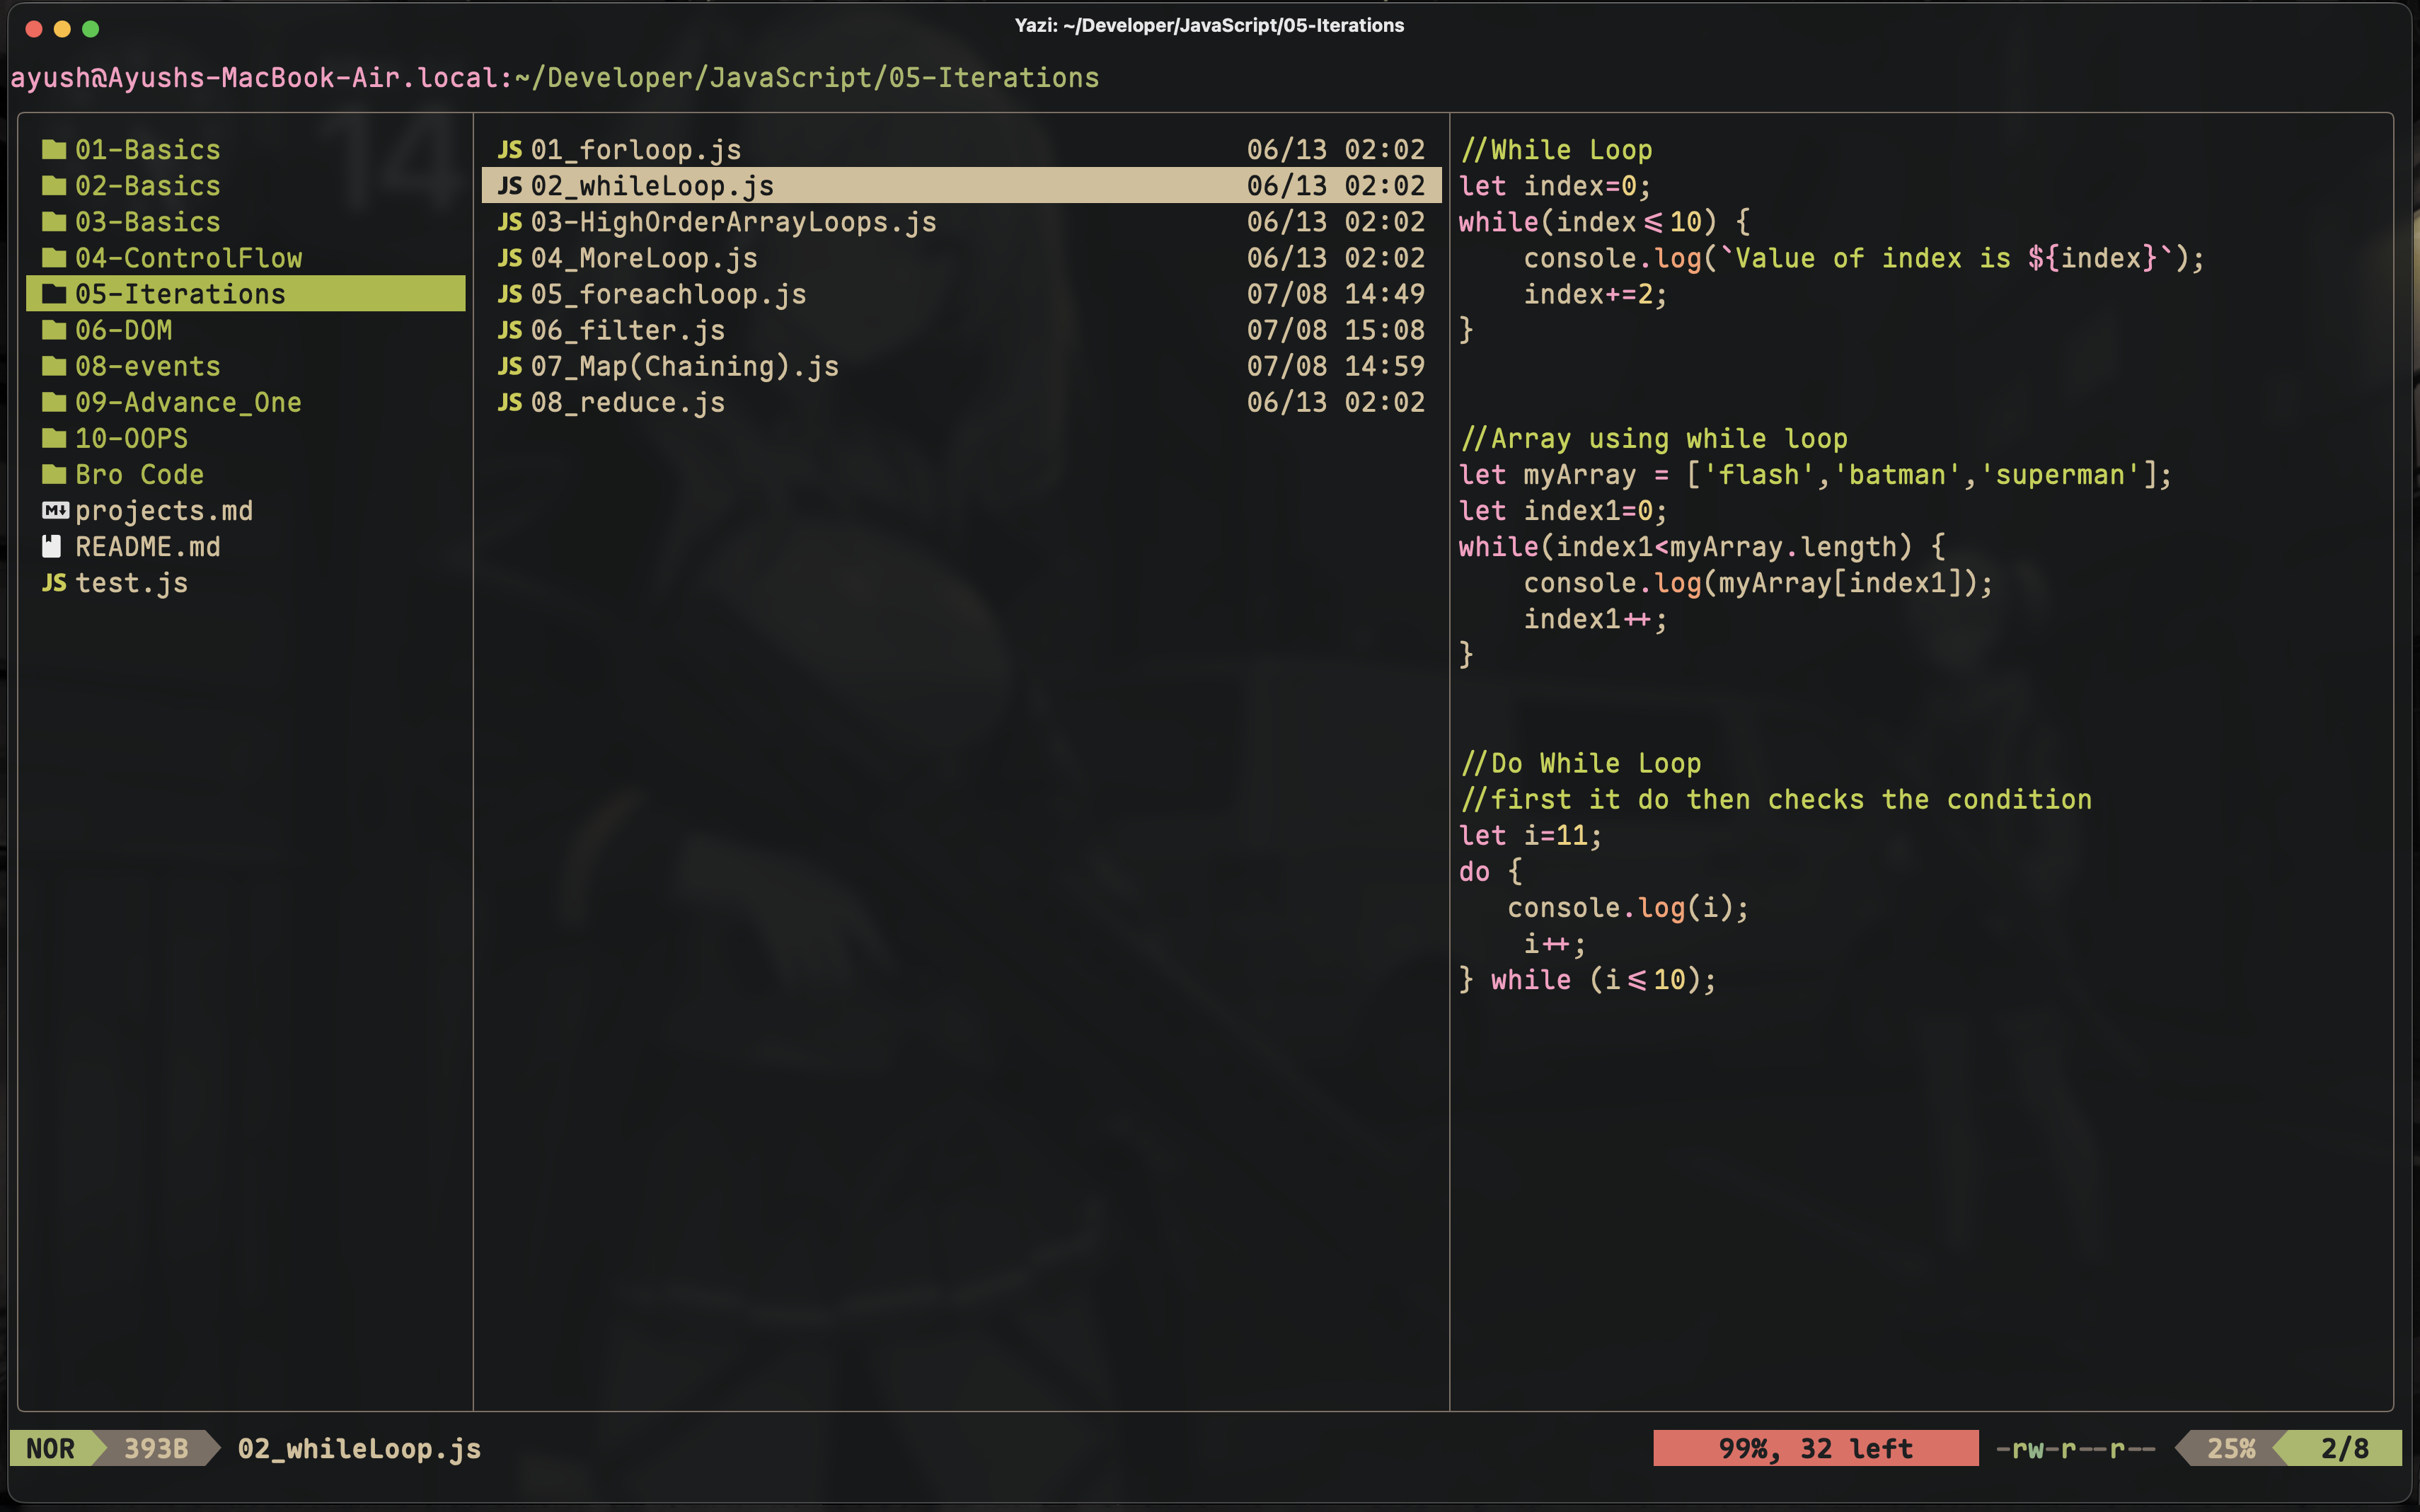 Yazi: ~/Developer/JavaScript/05-Iterations
ayush@Ayushs-MacBook-Air.local:~/Developer/JavaScript/05-Iterations
14
01-Basics
02-Basics
03-Basics
04-ControlFlow
05-Iterations
06-DOM
08-events
09-Advance_One
10-OOPS
Bro Code
projects.md
README.md
JS test.js
JS 01_forloop.js 06/13 02:02
JS 02_whileLoop.js 06/13 02:02
JS 03-HighOrderArrayLoops.js 06/13 02:02
JS 04_MoreLoop.js 06/13 02:02
JS 05_foreachloop.js 07/08 14:49
JS 06_filter.js 07/08 15:08
JS 07_Map(Chaining).js 07/08 14:59
JS 08_reduce.js 06/13 02:02
//While Loop
let index=0;
while(index<=10) {
    console.log(`Value of index is ${index}`);
    index+=2;
}
//Array using while loop
let myArray = ['flash','batman','superman'];
let index1=0;
while(index1<myArray.length) {
    console.log(myArray[index1]);
    index1++;
}
//Do While Loop
//first it do then checks the condition
let i=11;
do {
   console.log(i);
    i++;
} while (i<=10);
NOR 393B 02_whileLoop.js 99%, 32 left -rw-r--r-- 25% 2/8